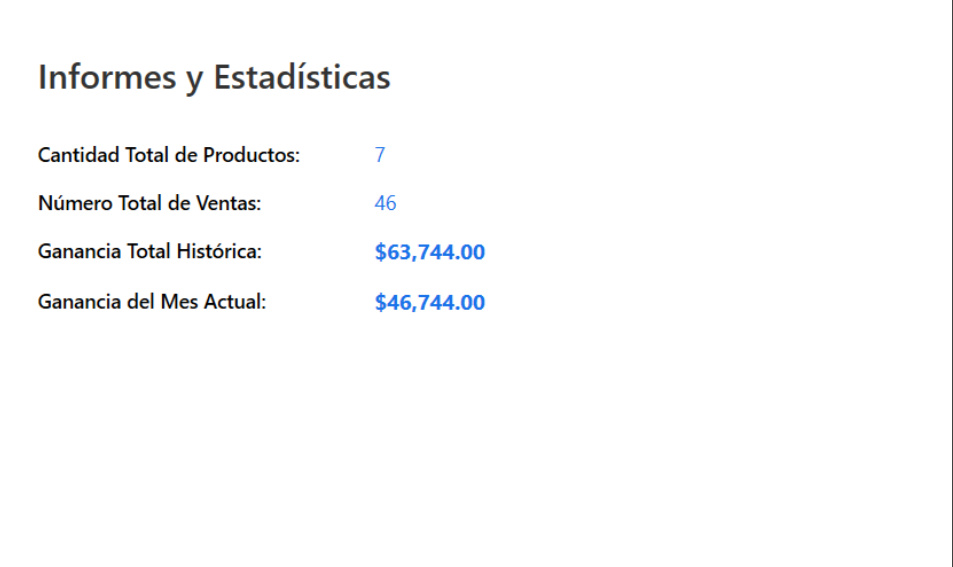 Informes y Estadísticas
Cantidad Total de Productos: 7
Número Total de Ventas: 46
Ganancia Total Histórica: $63,744.00
Ganancia del Mes Actual: $46,744.00